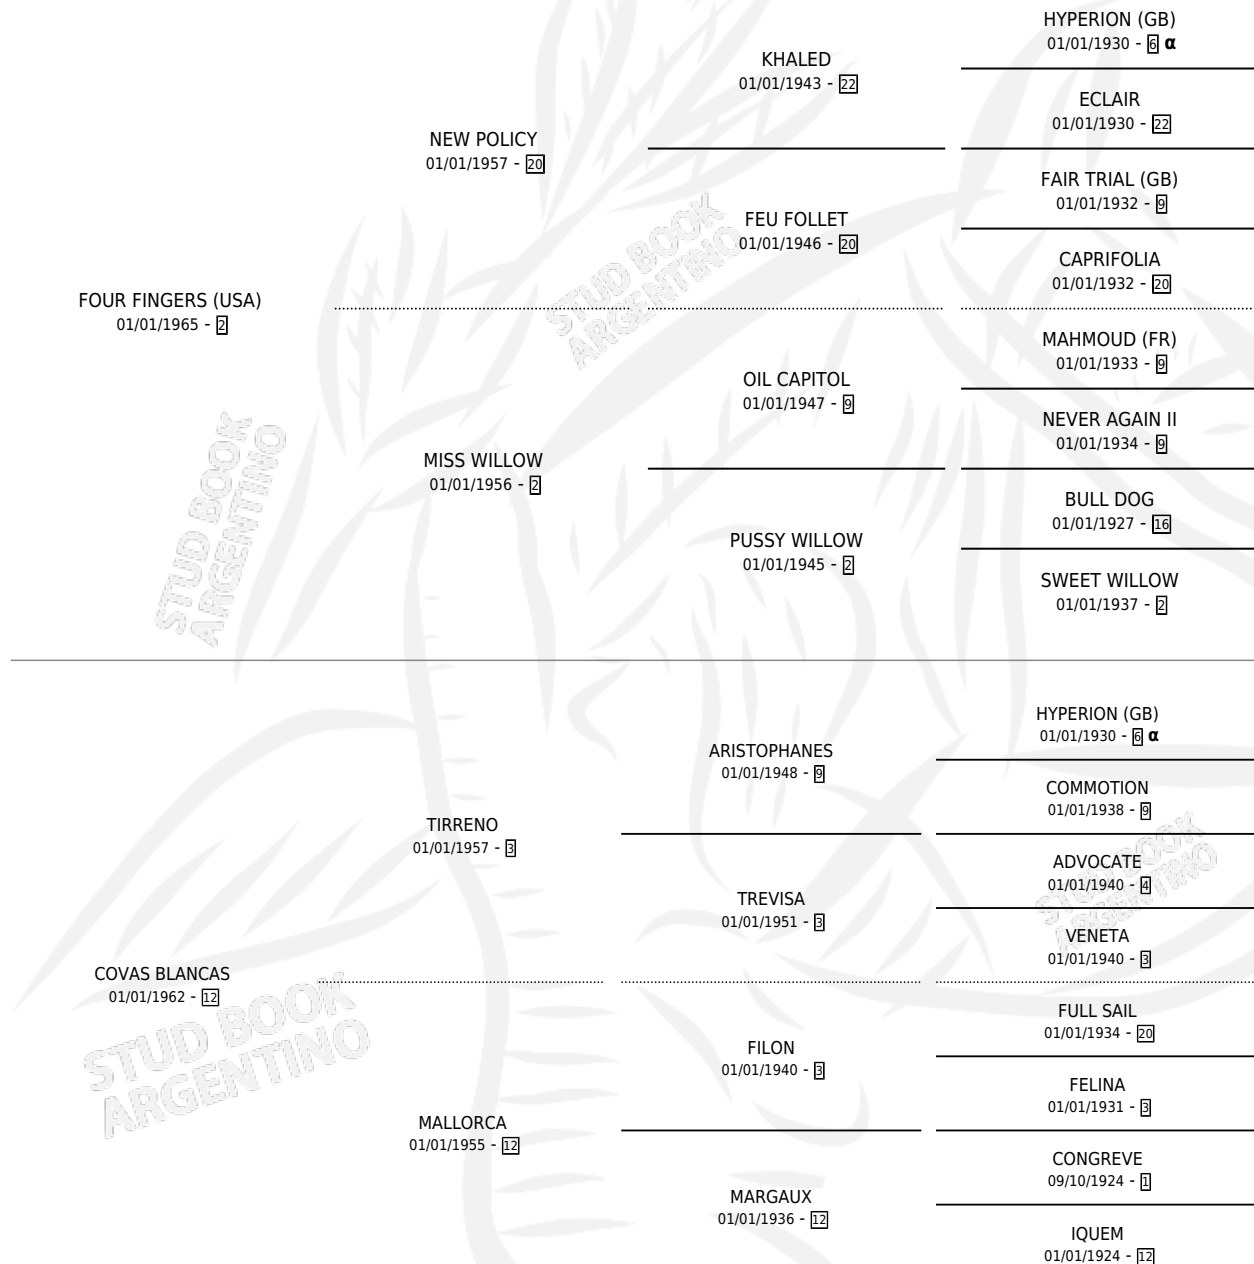 HYPERION (GB)
01/01/1930 - 6 α
KHALED
01/01/1943 - 22
ECLAIR
01/01/1930 - 22
NEW POLICY
01/01/1957 - 20
FAIR TRIAL (GB)
01/01/1932 - 9
FEU FOLLET
01/01/1946 - 20
CAPRIFOLIA
01/01/1932 - 20
FOUR FINGERS (USA)
01/01/1965 - 2
MAHMOUD (FR)
01/01/1933 - 9
OIL CAPITOL
01/01/1947 - 9
NEVER AGAIN II
01/01/1934 - 9
MISS WILLOW
01/01/1956 - 2
BULL DOG
01/01/1927 - 16
PUSSY WILLOW
01/01/1945 - 2
SWEET WILLOW
01/01/1937 - 2
HYPERION (GB)
01/01/1930 - 6 α
ARISTOPHANES
01/01/1948 - 9
COMMOTION
01/01/1938 - 9
TIRRENO
01/01/1957 - 3
ADVOCATE
01/01/1940 - 4
TREVISA
01/01/1951 - 3
VENETA
01/01/1940 - 3
COVAS BLANCAS
01/01/1962 - 12
FULL SAIL
01/01/1934 - 20
FILON
01/01/1940 - 3
FELINA
01/01/1931 - 3
MALLORCA
01/01/1955 - 12
CONGREVE
09/10/1924 - 1
MARGAUX
01/01/1936 - 12
IQUEM
01/01/1924 - 12
STUD BOOK
ARGENTINO
STUD BOOK
ARGENTINO
STUD BOOK
ARGENTINO
STUD BOOK
ARGENTINO